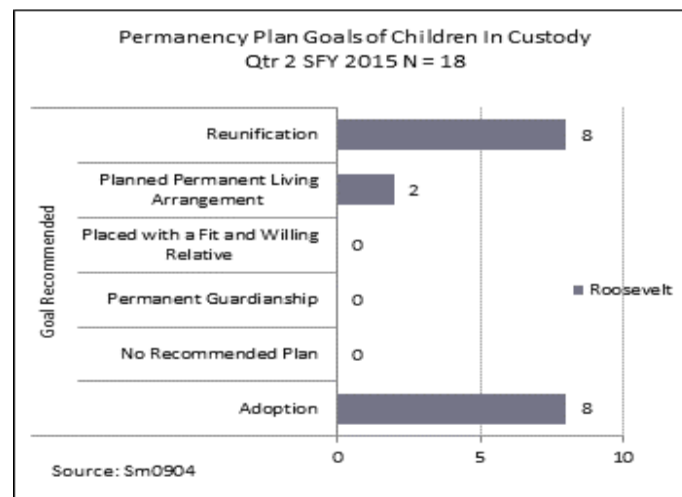 Permanency Plan Goals of Children In Custody
Qtr 2 SFY 2015 N = 18
Goal Recommended
Reunification
8
Planned Permanent Living
Arrangement
2
Placed with a Fit and Willing
Relative
0
Permanent Guardianship
0
No Recommended Plan
0
Adoption
8
Roosevelt
0
5
10
Source: Sm0904